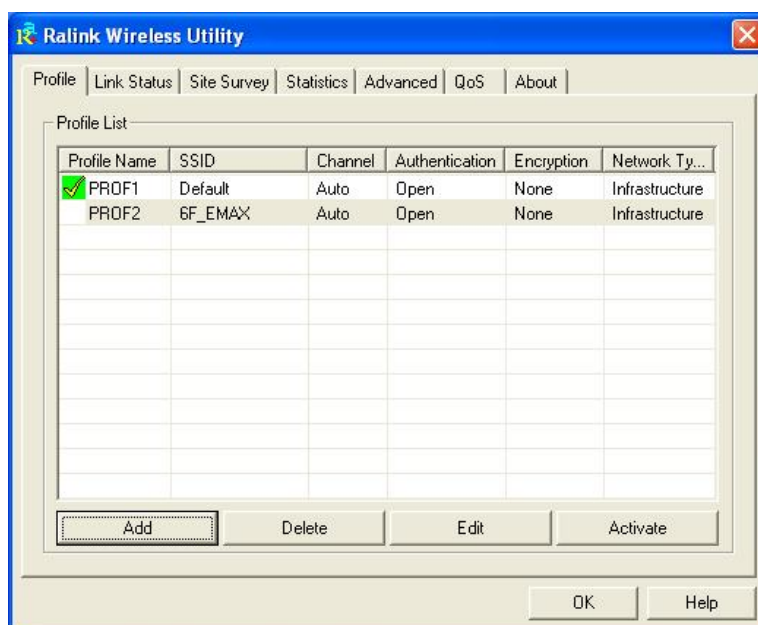 Ralink Wireless Utility
Profile Link Status Site Survey Statistics Advanced QoS About
Profile List
Profile Name SSID Channel Authentication Encryption Network Ty...
PROF1 Default Auto Open None Infrastructure
PROF2 6F_EMAX Auto Open None Infrastructure
Add Delete Edit Activate
OK Help